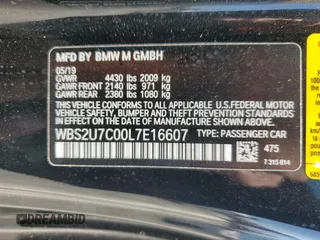 MFD BY BMW M GMBH
05/19
GVWR 4430 lbs 2009 kg
GAWR FRONT 2140 lbs 971 kg
GAWR REAR 2380 lbs 1080 kg
THIS VEHICLE CONFORMS TO ALL APPLICABLE
U.S. FEDERAL MOTOR VEHICLE SAFETY, BUMPER,
AND THEFT PREVENTION STANDARDS IN EFFECT
ON THE DATE OF MANUFACTURE SHOWN ABOVE.
WBS2U7C00L7E16607 TYPE: PASSENGER CAR
475
7 315 814
DREAMBID